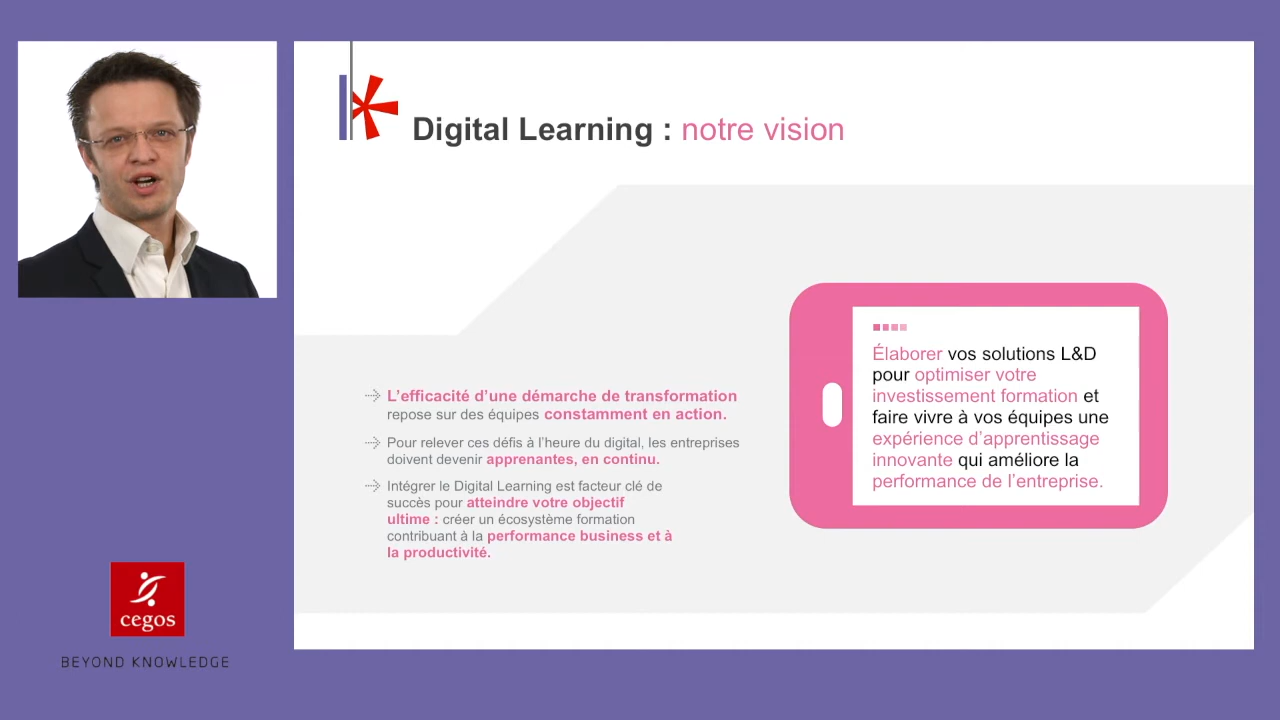 Digital Learning : notre vision
L’efficacité d’une démarche de transformation
repose sur des équipes constamment en action.
Pour relever ces défis à l’heure du digital, les entreprises
doivent devenir apprenantes, en continu.
Intégrer le Digital Learning est facteur clé de
succès pour atteindre votre objectif
ultime : créer un écosystème formation
contribuant à la performance business et à
la productivité.
Élaborer vos solutions L&D
pour optimiser votre
investissement formation et
faire vivre à vos équipes une
expérience d’apprentissage
innovante qui améliore la
performance de l’entreprise.
cegos
BEYOND KNOWLEDGE